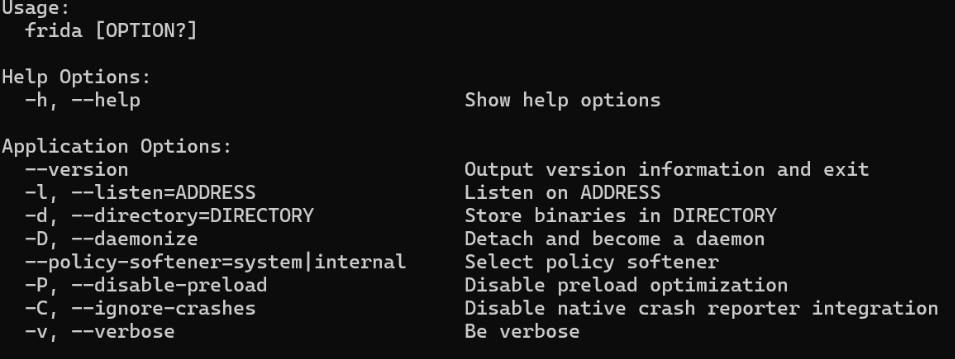 Usage:
  frida [OPTION?]

Help Options:
  -h, --help                            Show help options

Application Options:
  --version                             Output version information and exit
  -l, --listen=ADDRESS                  Listen on ADDRESS
  -d, --directory=DIRECTORY             Store binaries in DIRECTORY
  -D, --daemonize                       Detach and become a daemon
  --policy-softener=system|internal     Select policy softener
  -P, --disable-preload                 Disable preload optimization
  -C, --ignore-crashes                  Disable native crash reporter integration
  -v, --verbose                         Be verbose